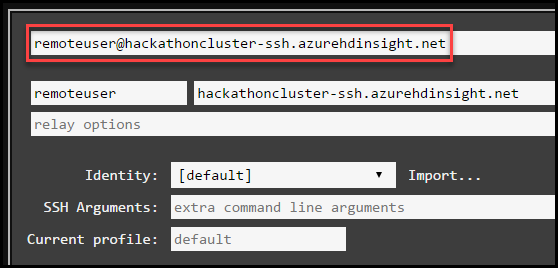 remoteuser@hackathoncluster-ssh.azurehdinsight.net
remoteuser hackathoncluster-ssh.azurehdinsight.net
relay options
Identity: [default] Import...
SSH Arguments: extra command line arguments
Current profile: default